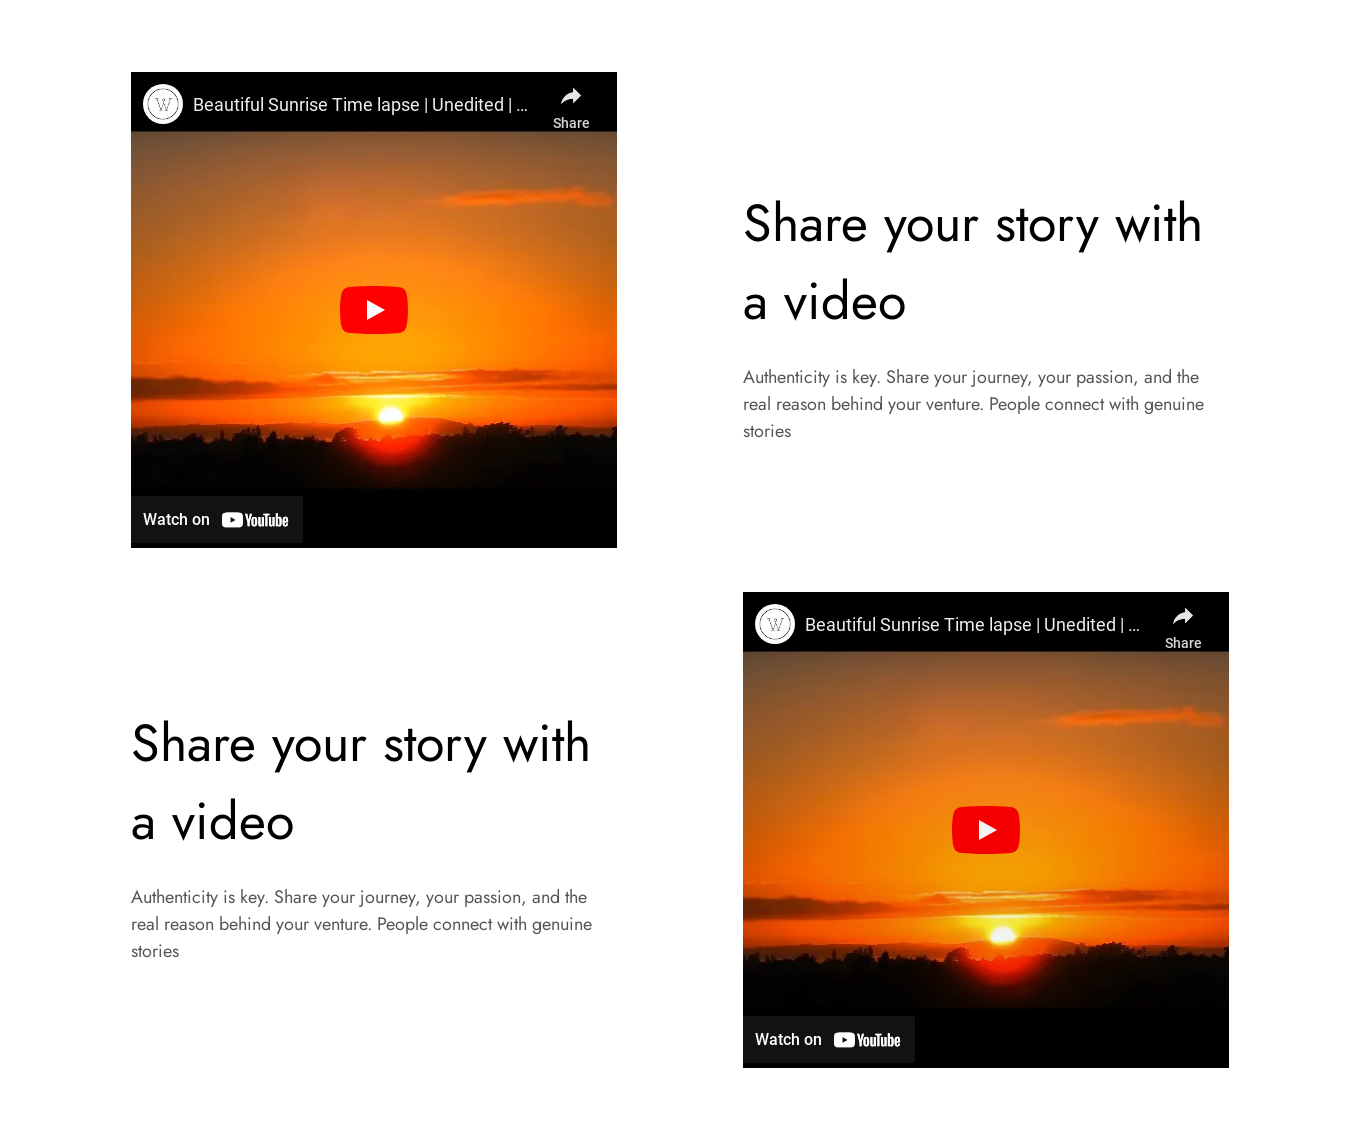 W
Beautiful Sunrise Time lapse | Unedited | ...
Share
Watch on YouTube
Share your story with
a video
Authenticity is key. Share your journey, your passion, and the
real reason behind your venture. People connect with genuine
stories
Share your story with
a video
Authenticity is key. Share your journey, your passion, and the
real reason behind your venture. People connect with genuine
stories
W
Beautiful Sunrise Time lapse | Unedited | ...
Share
Watch on YouTube